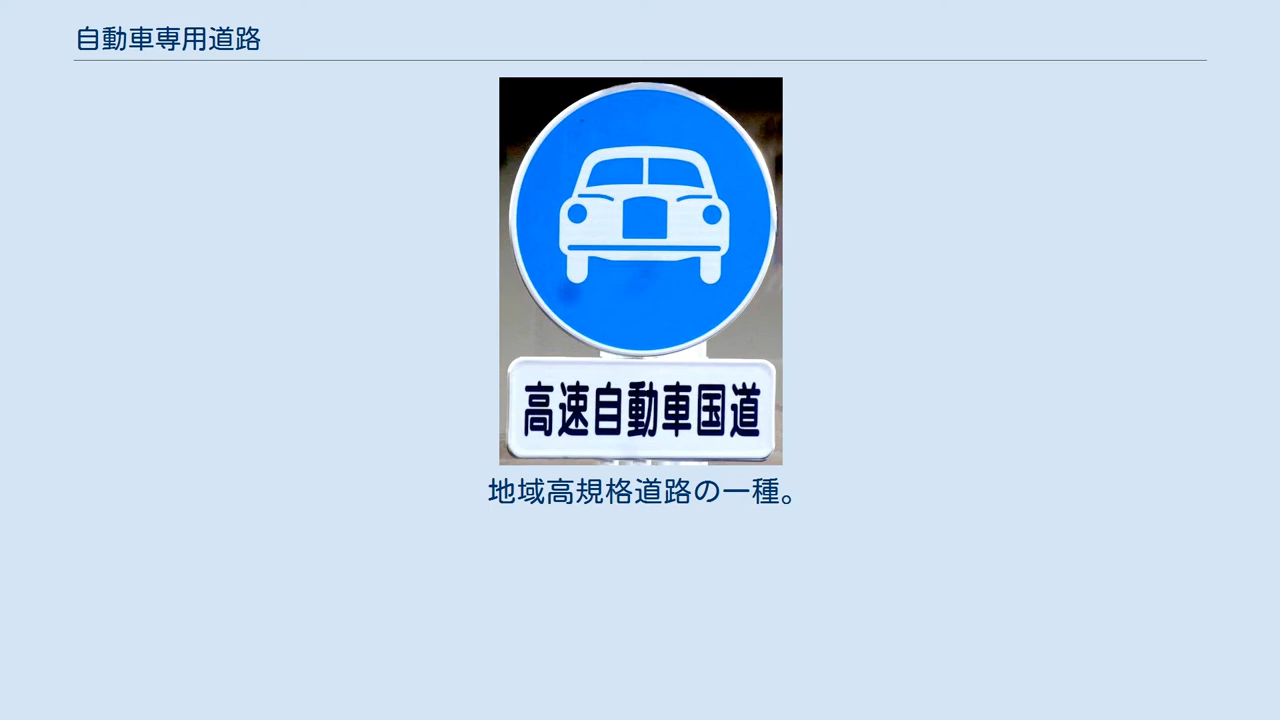 自動車専用道路
高速自動車国道
地域高規格道路の一種。